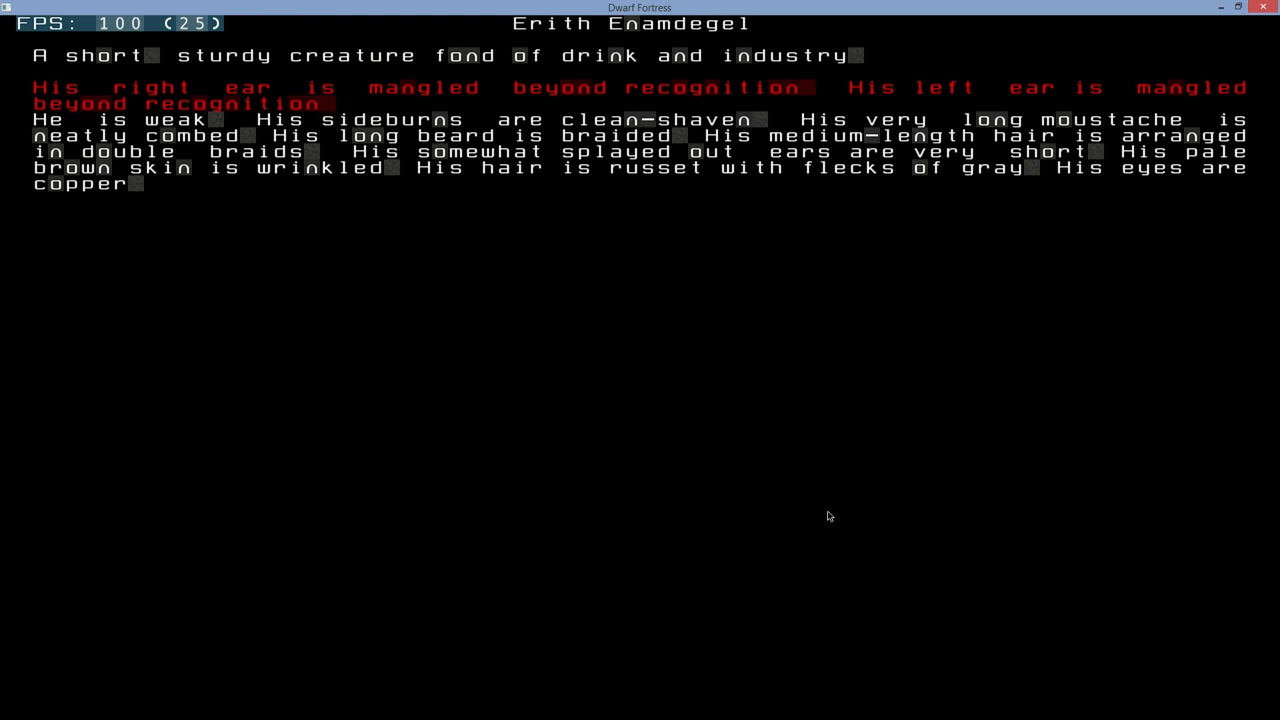 Dwarf Fortress
FPS: 100 (25) Erith Enamdegel
A short sturdy creature fond of drink and industry
His right ear is mangled beyond recognition His left ear is mangled
beyond recognition
He is weak His sideburns are clean-shaven His very long moustache is
neatly combed His long beard is braided His medium-length hair is arranged
in double braids His somewhat splayed out ears are very short His pale
brown skin is wrinkled His hair is russet with flecks of gray His eyes are
copper